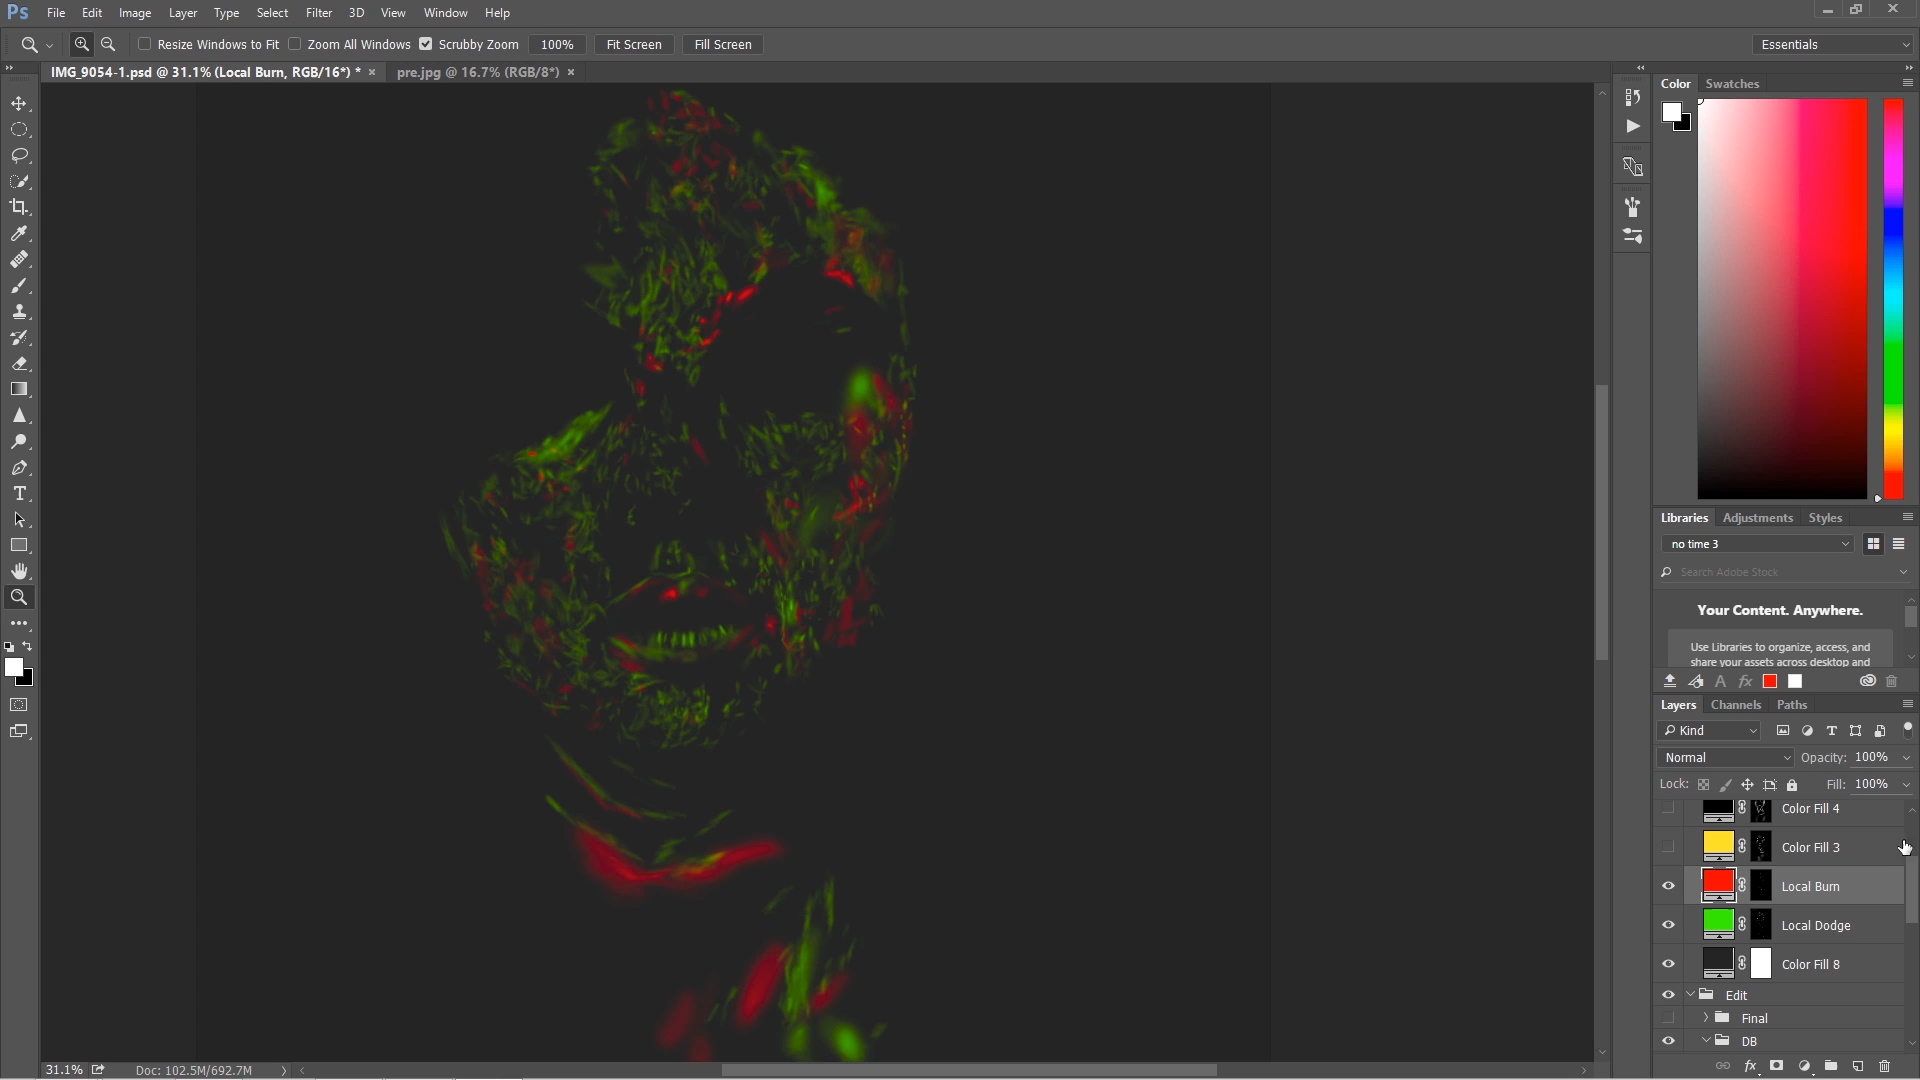 Ps File Edit Image Layer Type Select Filter 3D View Window Help
Resize Windows to Fit Zoom All Windows Scrubby Zoom 100% Fit Screen Fill Screen Essentials
IMG_9054-1.psd @ 31.1% (Local Burn, RGB/16*) * × pre.jpg @ 16.7% (RGB/8*) ×
Color Swatches
Libraries Adjustments Styles
no time 3
Search Adobe Stock
Your Content. Anywhere.
Use Libraries to organize, access, and
share your assets across desktop and
A fx
Layers Channels Paths
Kind T
Normal Opacity: 100%
Lock: Fill: 100%
Color Fill 4
Color Fill 3
Local Burn
Local Dodge
Color Fill 8
Edit
Final
DB
31.1% Doc: 102.5M/692.7M
fx